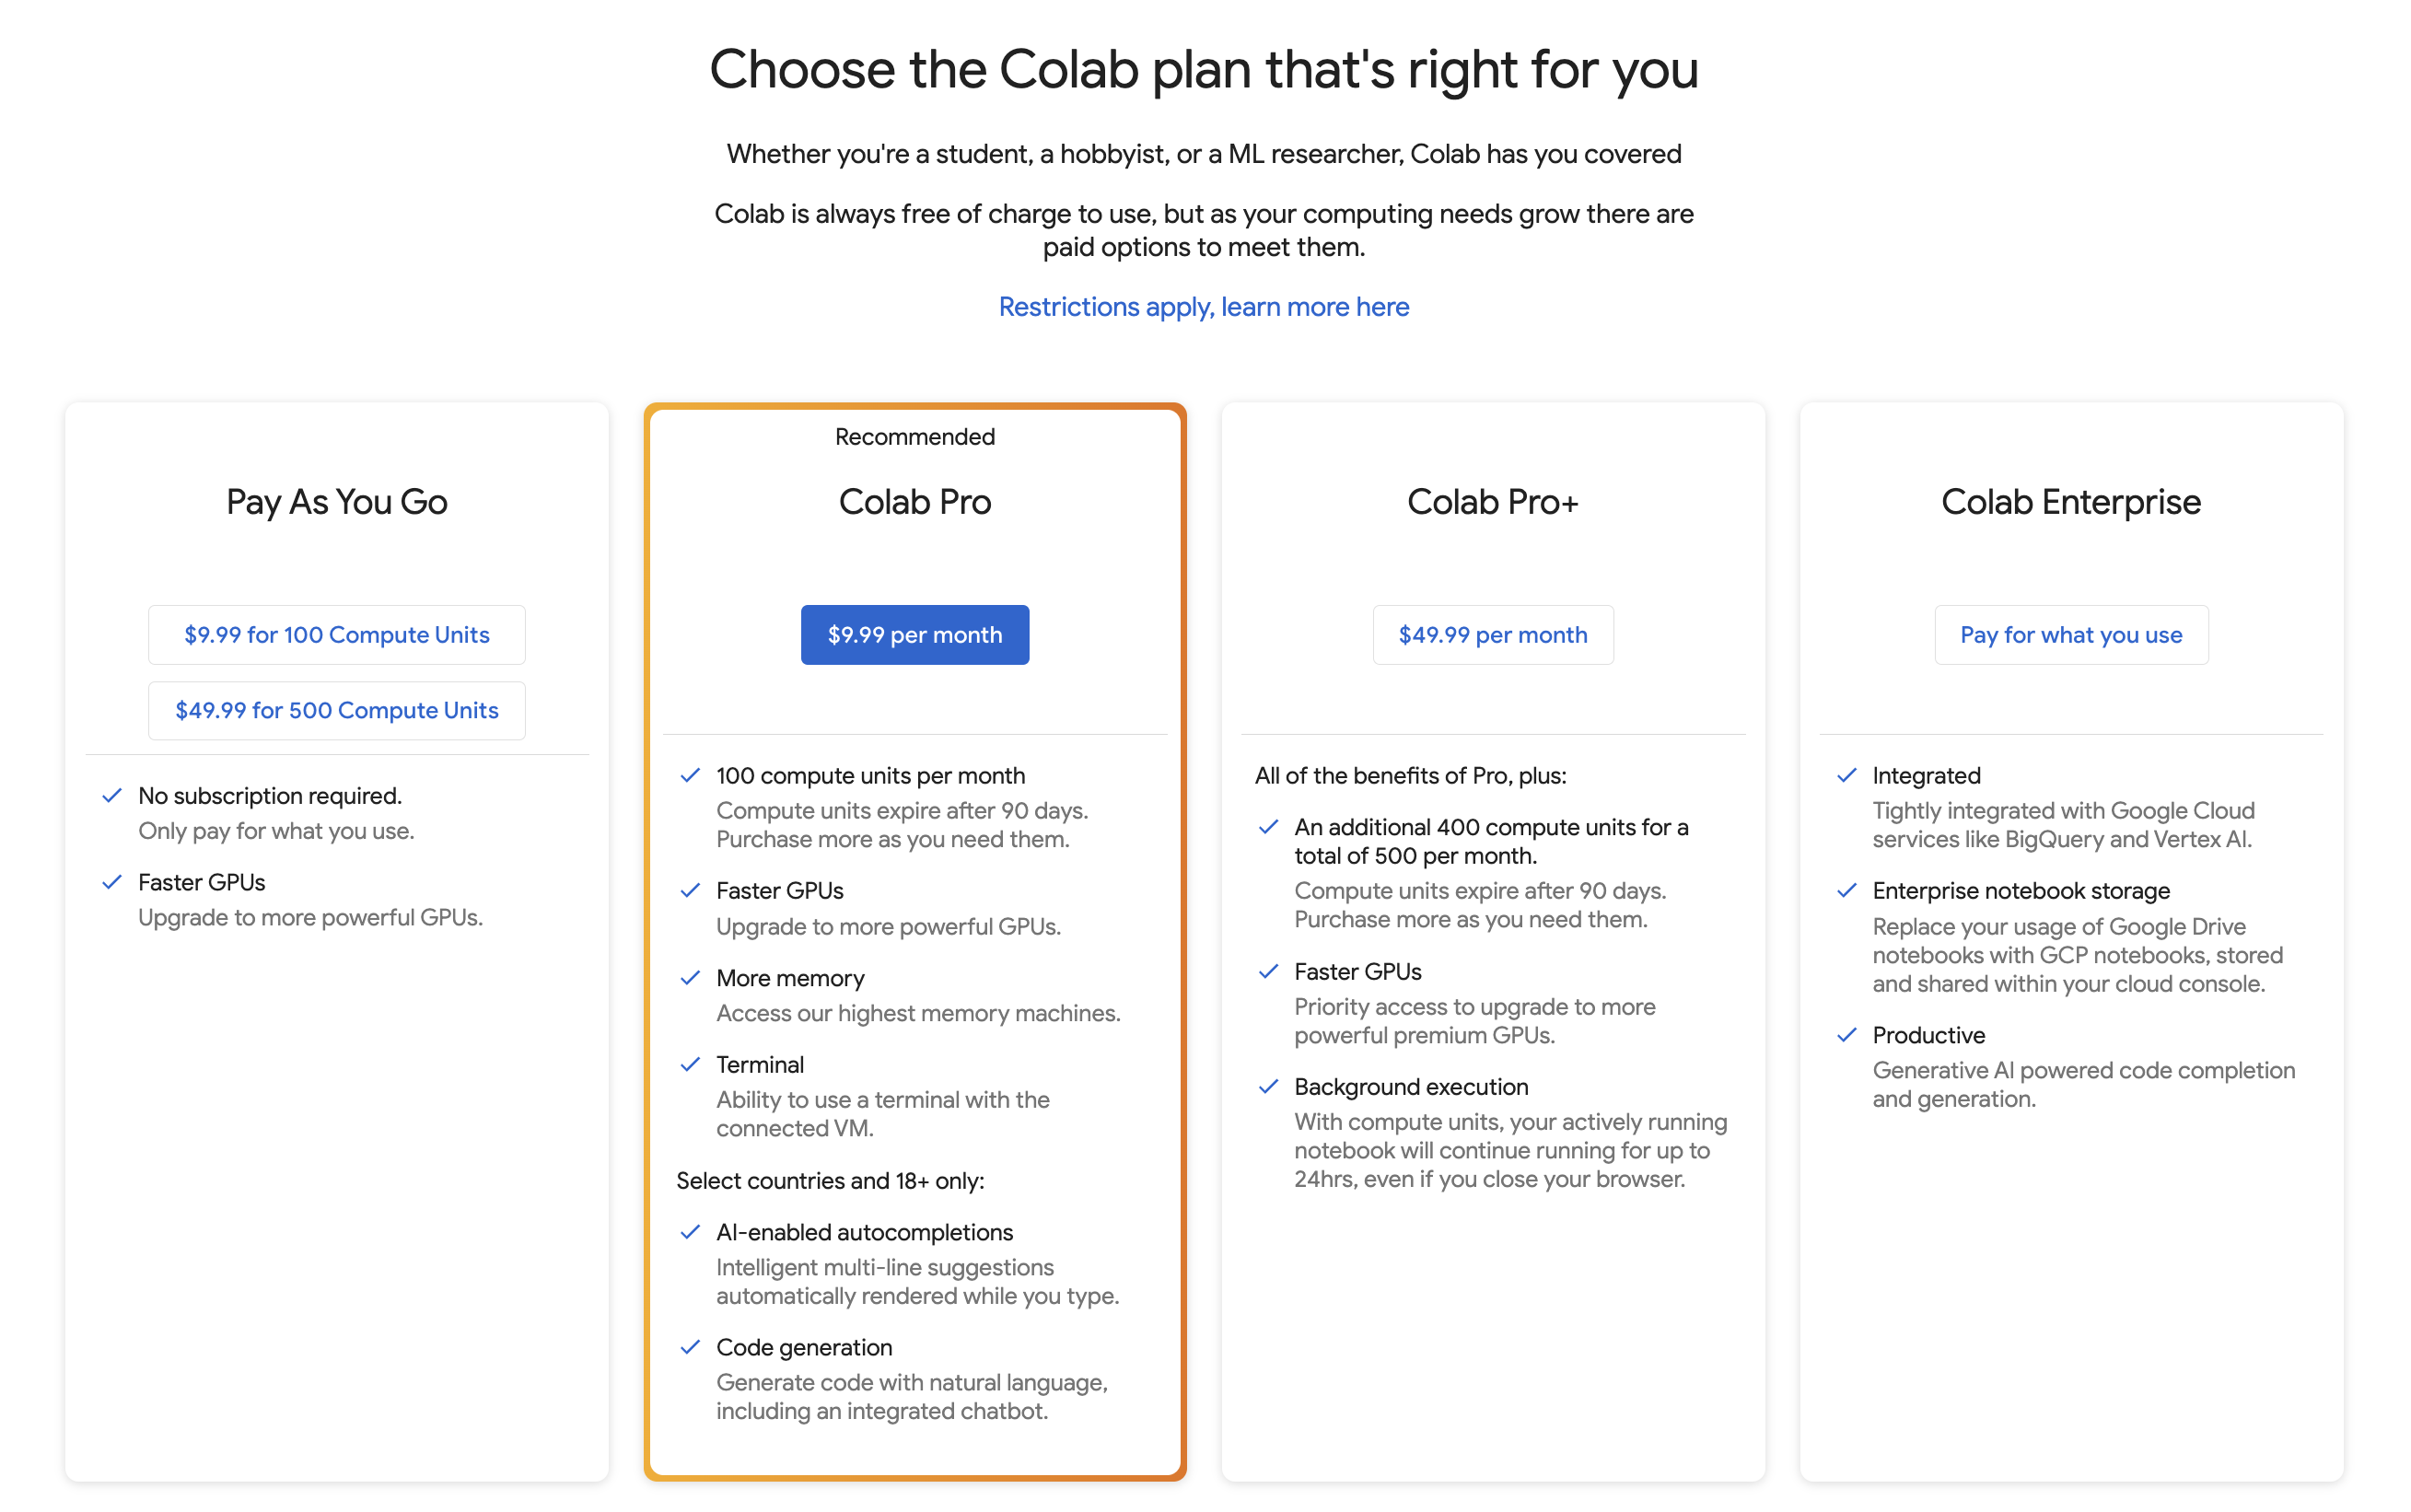 Choose the Colab plan that's right for you
Whether you're a student, a hobbyist, or a ML researcher, Colab has you covered
Colab is always free of charge to use, but as your computing needs grow there are
paid options to meet them.
Restrictions apply, learn more here
Pay As You Go
$9.99 for 100 Compute Units
$49.99 for 500 Compute Units
No subscription required.
Only pay for what you use.
Faster GPUs
Upgrade to more powerful GPUs.
Recommended
Colab Pro
$9.99 per month
100 compute units per month
Compute units expire after 90 days.
Purchase more as you need them.
Faster GPUs
Upgrade to more powerful GPUs.
More memory
Access our highest memory machines.
Terminal
Ability to use a terminal with the
connected VM.
Select countries and 18+ only:
AI-enabled autocompletions
Intelligent multi-line suggestions
automatically rendered while you type.
Code generation
Generate code with natural language,
including an integrated chatbot.
Colab Pro+
$49.99 per month
All of the benefits of Pro, plus:
An additional 400 compute units for a
total of 500 per month.
Compute units expire after 90 days.
Purchase more as you need them.
Faster GPUs
Priority access to upgrade to more
powerful premium GPUs.
Background execution
With compute units, your actively running
notebook will continue running for up to
24hrs, even if you close your browser.
Colab Enterprise
Pay for what you use
Integrated
Tightly integrated with Google Cloud
services like BigQuery and Vertex AI.
Enterprise notebook storage
Replace your usage of Google Drive
notebooks with GCP notebooks, stored
and shared within your cloud console.
Productive
Generative AI powered code completion
and generation.